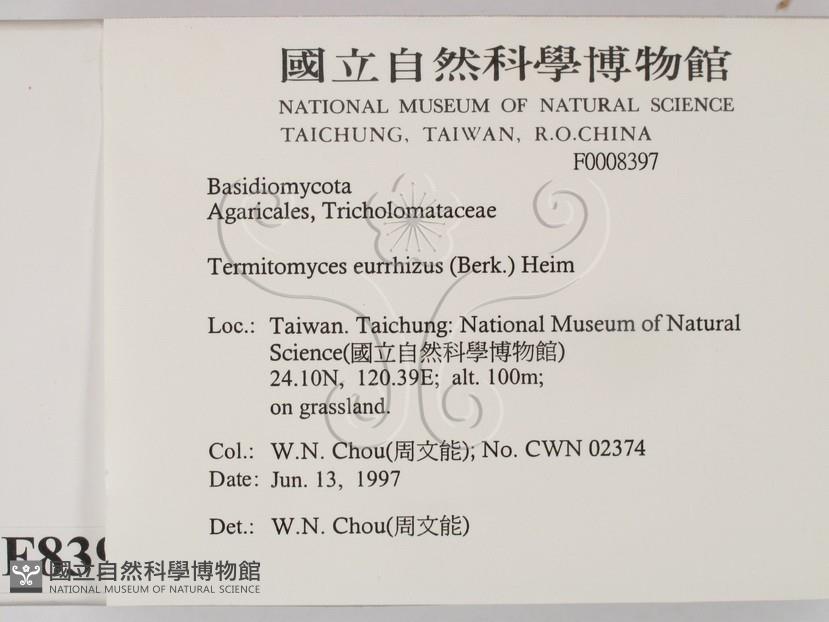 國立自然科學博物館
NATIONAL MUSEUM OF NATURAL SCIENCE
TAICHUNG, TAIWAN, R.O.CHINA
F0008397
Basidiomycota
Agaricales, Tricholomataceae
Termitomyces eurrhizus (Berk.) Heim
Loc.: Taiwan. Taichung: National Museum of Natural
Science(國立自然科學博物館)
24.10N, 120.39E; alt. 100m;
on grassland.
Col.: W.N. Chou(周文能); No. CWN 02374
Date: Jun. 13, 1997
Det.: W.N. Chou(周文能)
國立自然科學博物館
NATIONAL MUSEUM OF NATURAL SCIENCE